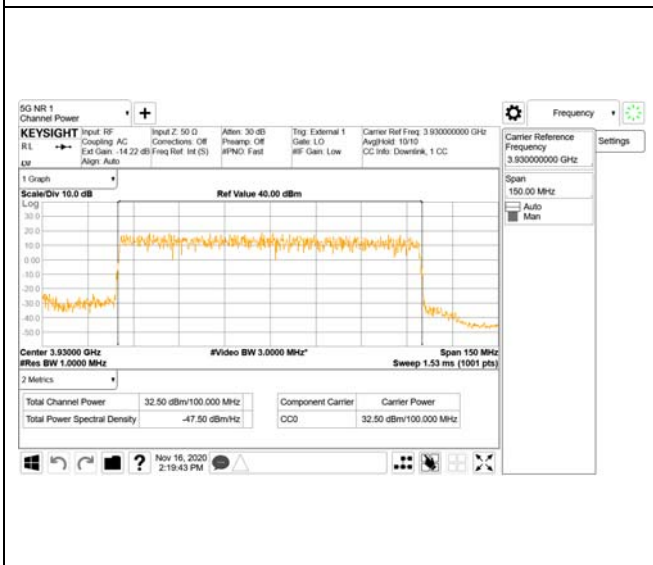 5G NR 1
Channel Power
Frequency
KEYSIGHT
Input: RF
Input Z: 50 Ω
Atten: 30 dB
Trig: External 1
Carrier Ref Freq: 3.930000000 GHz
RL
Coupling: AC
Corrections: Off
Preamp: Off
Gate: LO
Avg|Hold: 10/10
Ext Gain: -14.22 dB
Freq Ref: Int (S)
#PNO: Fast
#IF Gain: Low
CC Info: Downlink, 1 CC
Align: Auto
Carrier Reference
Frequency
3.930000000 GHz
Settings
Span
150.00 MHz
Auto
Man
1 Graph
Scale/Div 10.0 dB
Ref Value 40.00 dBm
Log
30.0
20.0
10.0
0.00
-10.0
-20.0
-30.0
-40.0
-50.0
Center 3.93000 GHz
#Video BW 3.0000 MHz*
Span 150 MHz
#Res BW 1.0000 MHz
Sweep 1.53 ms (1001 pts)
2 Metrics
Total Channel Power
32.50 dBm/100.000 MHz
Total Power Spectral Density
-47.50 dBm/Hz
Component Carrier
Carrier Power
CC0
32.50 dBm/100.000 MHz
?
Nov 16, 2020
2:19:43 PM